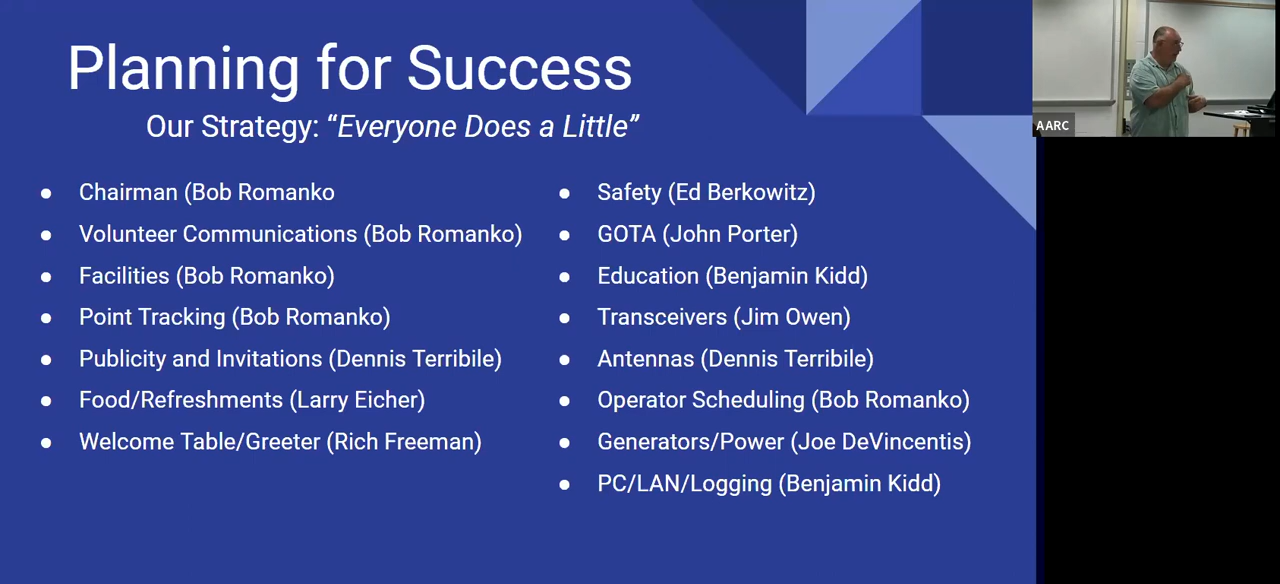 Planning for Success
Our Strategy: “Everyone Does a Little”
Chairman (Bob Romanko
Volunteer Communications (Bob Romanko)
Facilities (Bob Romanko)
Point Tracking (Bob Romanko)
Publicity and Invitations (Dennis Terribile)
Food/Refreshments (Larry Eicher)
Welcome Table/Greeter (Rich Freeman)
Safety (Ed Berkowitz)
GOTA (John Porter)
Education (Benjamin Kidd)
Transceivers (Jim Owen)
Antennas (Dennis Terribile)
Operator Scheduling (Bob Romanko)
Generators/Power (Joe DeVincentis)
PC/LAN/Logging (Benjamin Kidd)
AARC